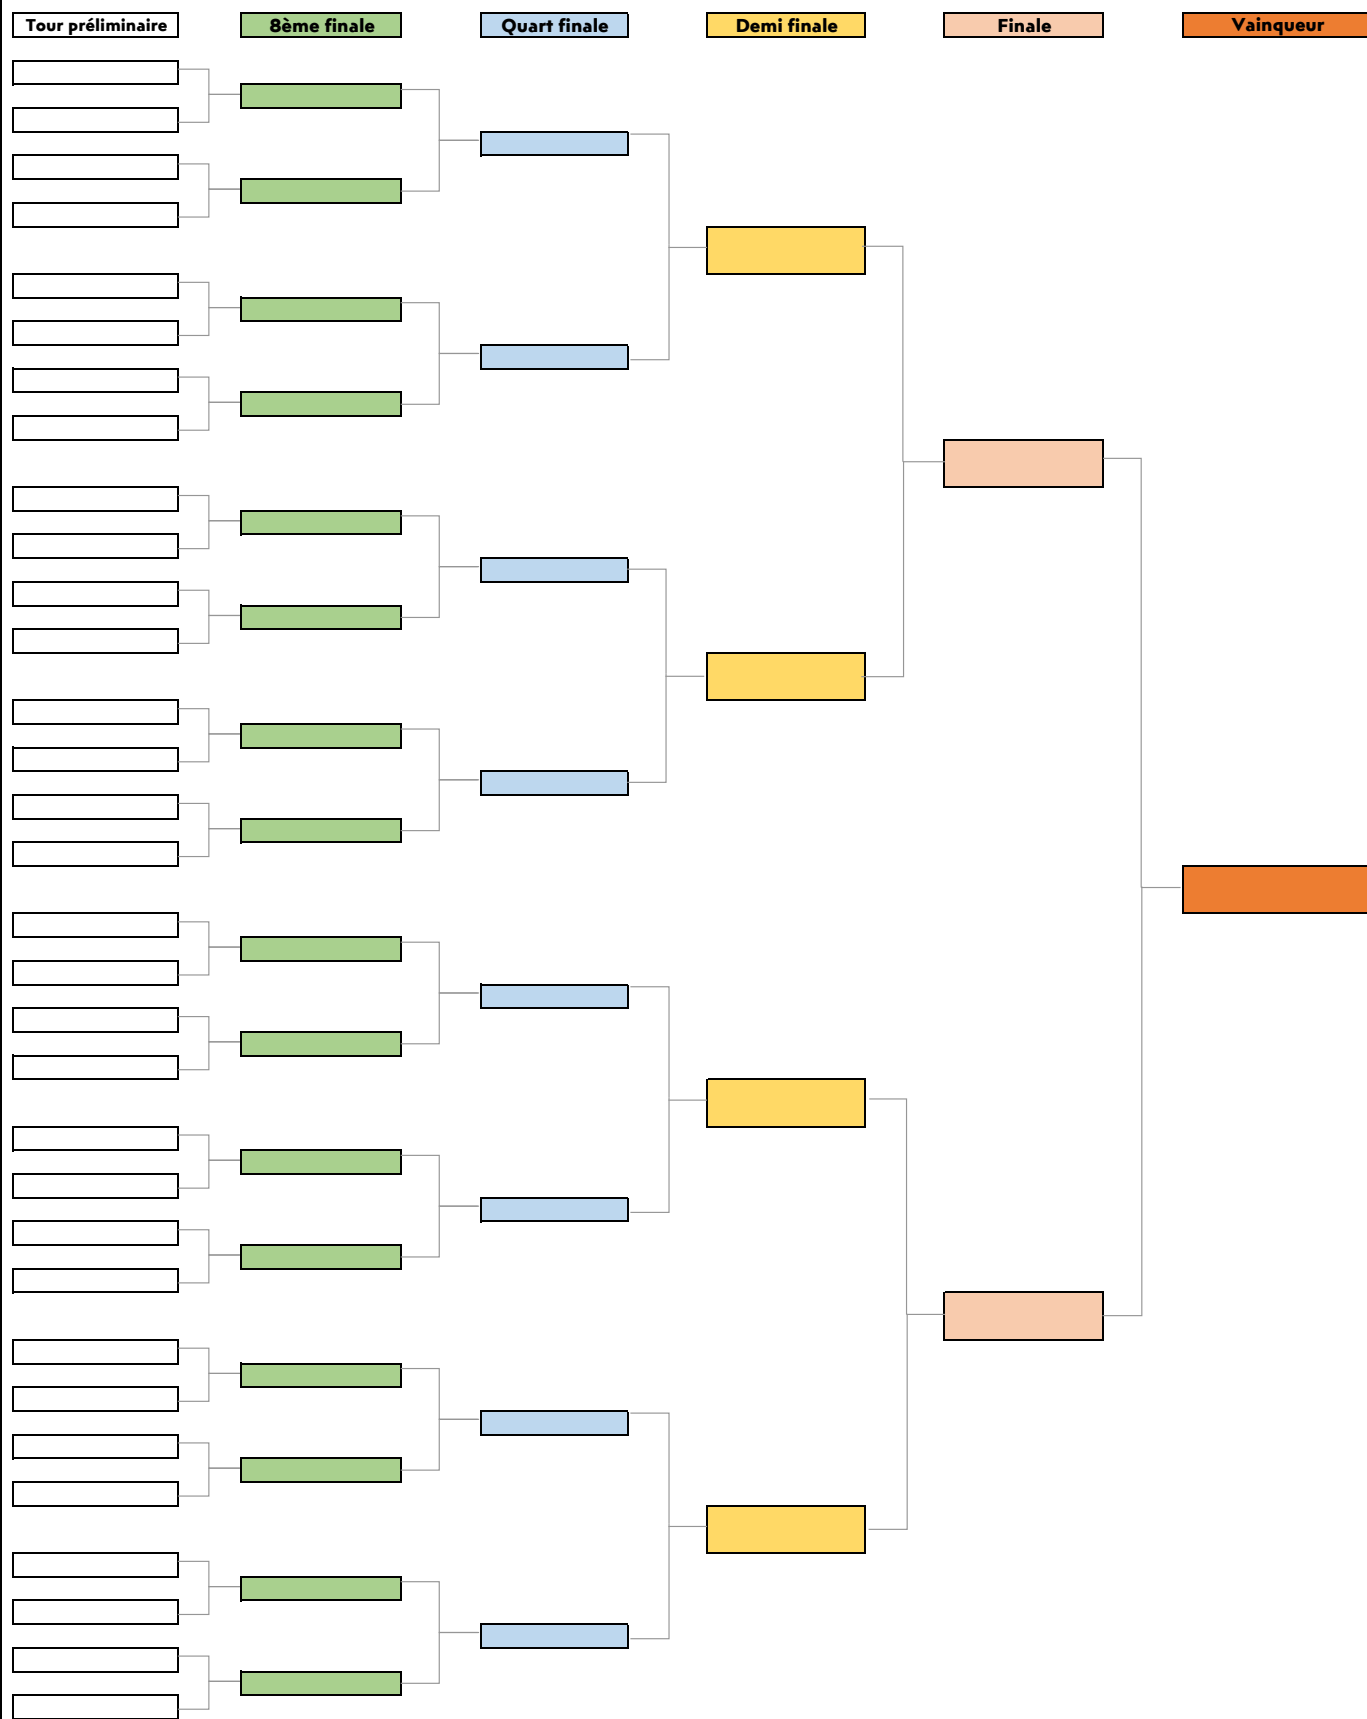 Tour préliminaire
8ème finale
Quart finale
Demi finale
Finale
Vainqueur